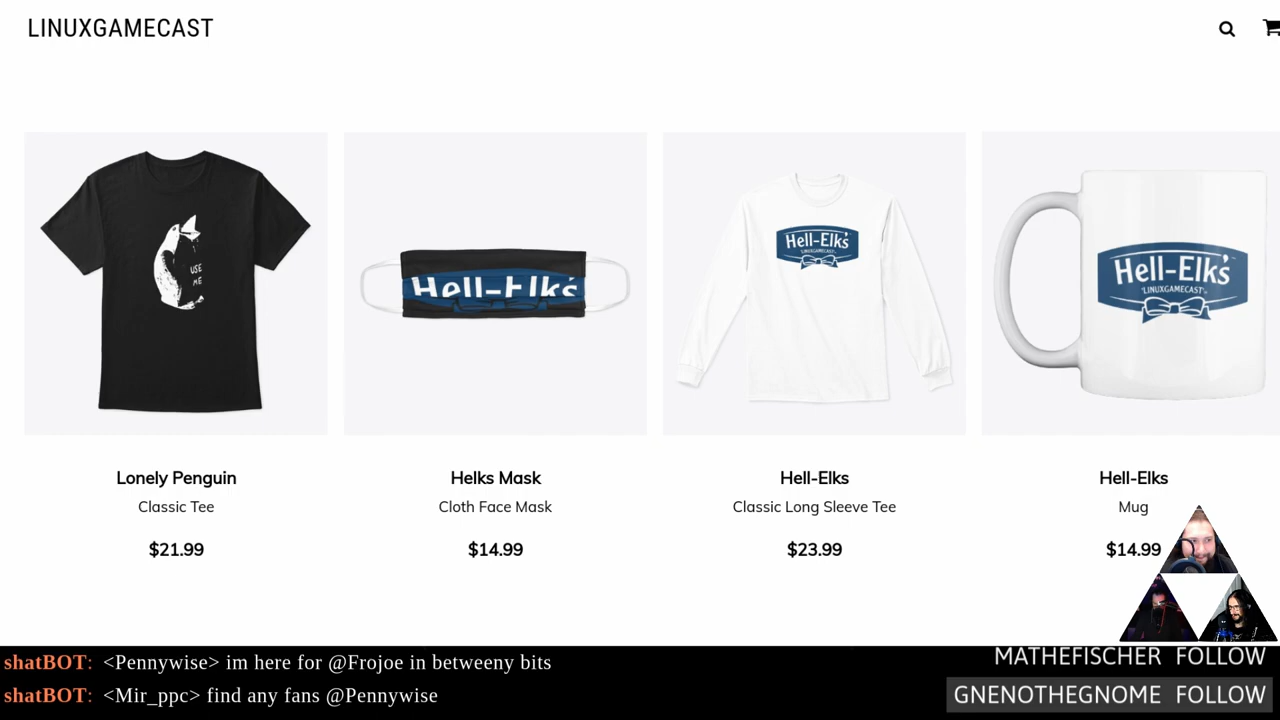 LINUXGAMECAST
USE
ME
Hell-Elk's
Hell-Elk's
LINUXGAMECAST
Hell-Elk's
'LINUXGAMECAST'
Lonely Penguin
Classic Tee
$21.99
Helks Mask
Cloth Face Mask
$14.99
Hell-Elks
Classic Long Sleeve Tee
$23.99
Hell-Elks
Mug
$14.99
shatBOT: <Pennywise> im here for @Frojoe in betweeny bits
shatBOT: <Mir_ppc> find any fans @Pennywise
MATHEFISCHER FOLLOW
GNENOTHEGNOME FOLLOW